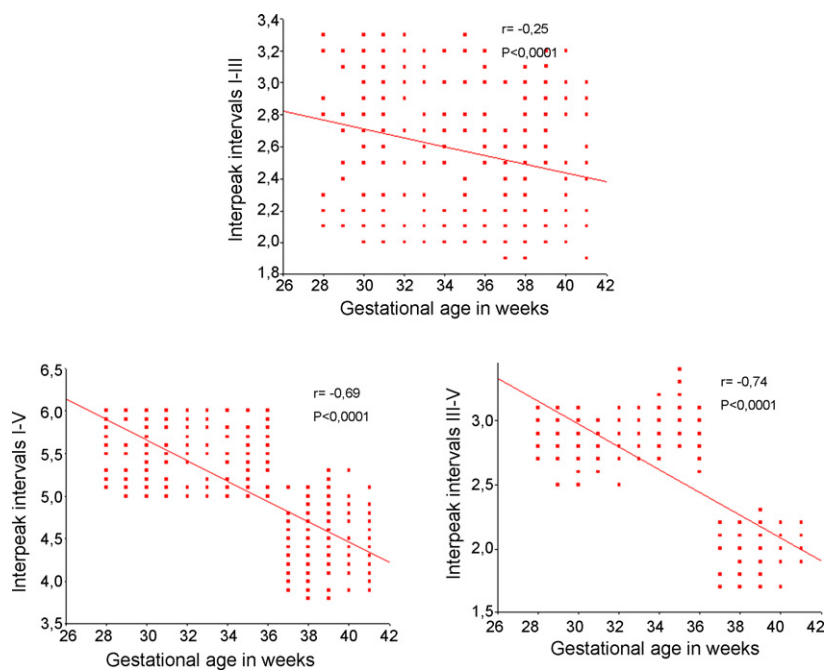 r= -0,25
P<0,0001
Interpeak intervals I-III
3,4
3,2
3,0
2,8
2,6
2,4
2,2
2,0
1,8
26 28 30 32 34 36 38 40 42
Gestational age in weeks
r= -0,69
P<0,0001
Interpeak intervals I-V
6,5
6,0
5,5
5,0
4,5
4,0
3,5
26 28 30 32 34 36 38 40 42
Gestational age in weeks
r= -0,74
P<0,0001
Interpeak intervals III-V
3,0
2,5
2,0
1,5
26 28 30 32 34 36 38 40 42
Gestational age in weeks